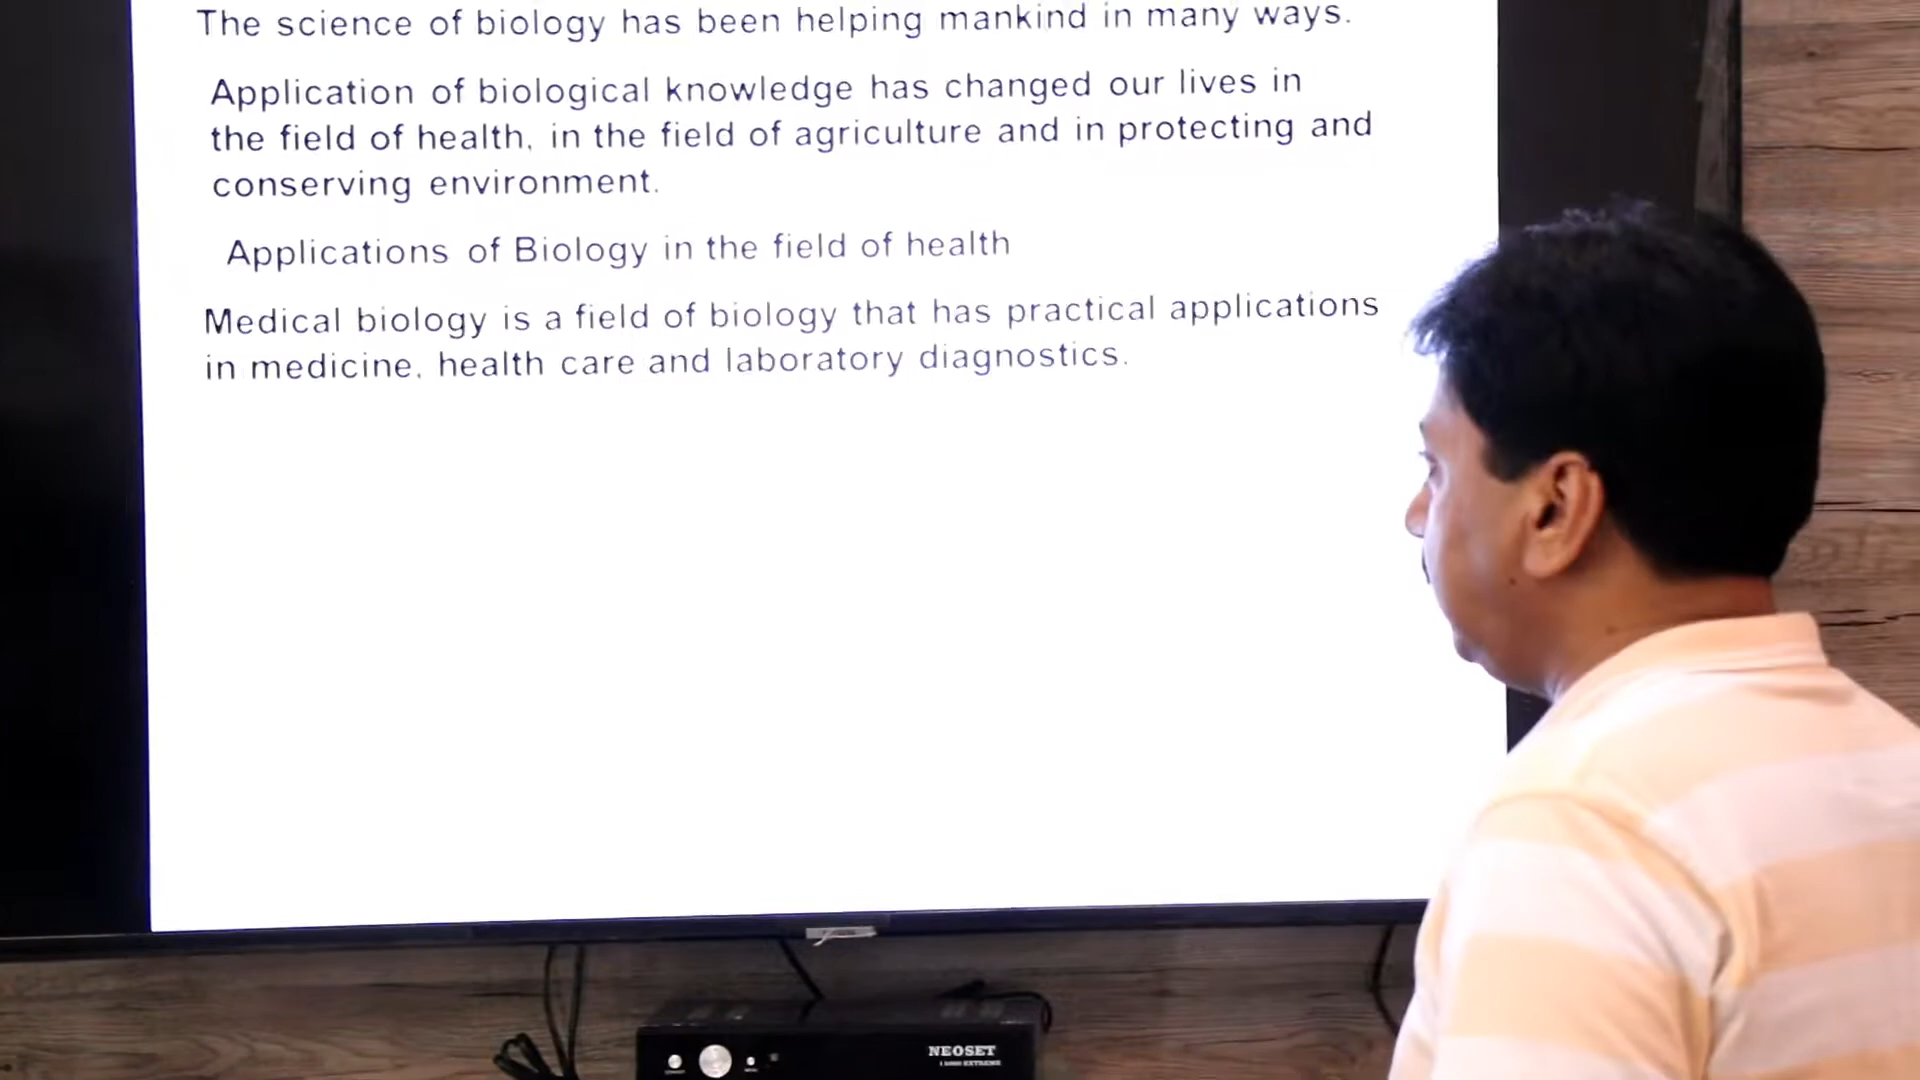 The science of biology has been helping mankind in many ways.
Application of biological knowledge has changed our lives in
the field of health, in the field of agriculture and in protecting and
conserving environment.
Applications of Biology in the field of health
Medical biology is a field of biology that has practical applications
in medicine, health care and laboratory diagnostics.
NEOSET